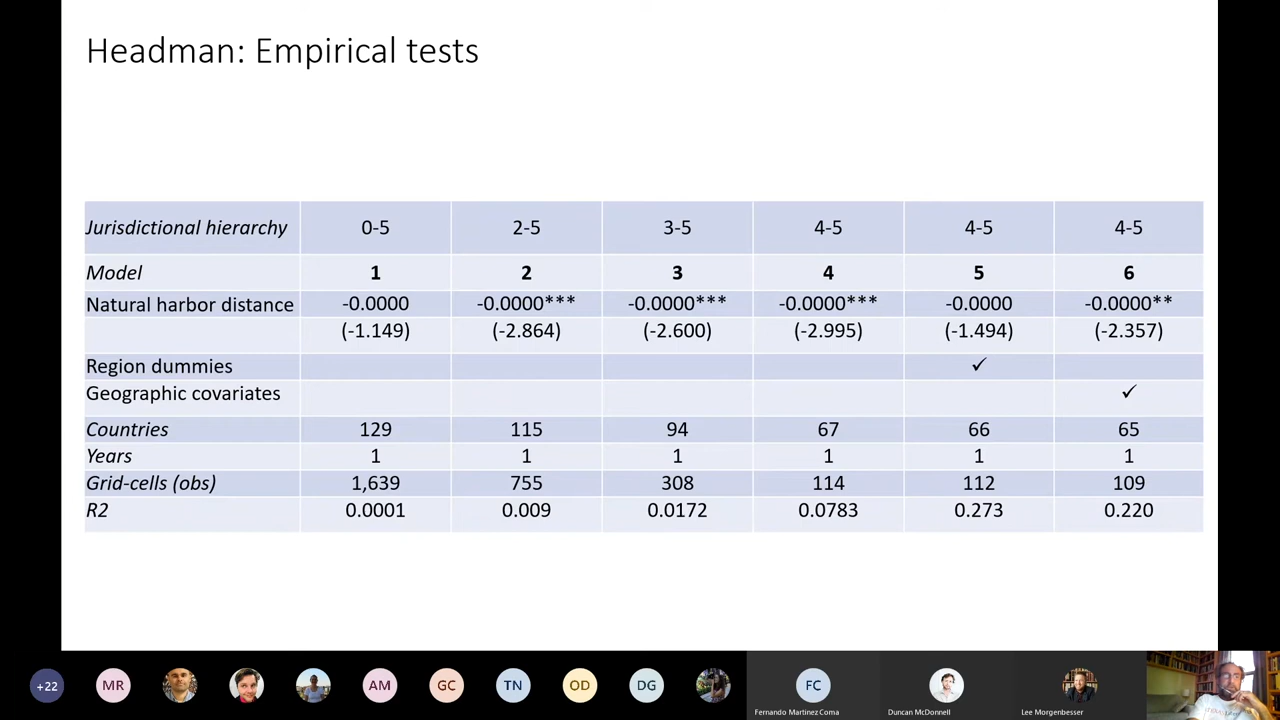 Headman: Empirical tests
Jurisdictional hierarchy 0-5 2-5 3-5 4-5 4-5 4-5
Model 1 2 3 4 5 6
Natural harbor distance -0.0000 -0.0000*** -0.0000*** -0.0000*** -0.0000 -0.0000**
(-1.149) (-2.864) (-2.600) (-2.995) (-1.494) (-2.357)
Region dummies ✓
Geographic covariates ✓
Countries 129 115 94 67 66 65
Years 1 1 1 1 1 1
Grid-cells (obs) 1,639 755 308 114 112 109
R2 0.0001 0.009 0.0172 0.0783 0.273 0.220
+22 MR AM GC TN OD DG FC
Fernando Martinez Coma Duncan McDonnell Lee Morgenbesser